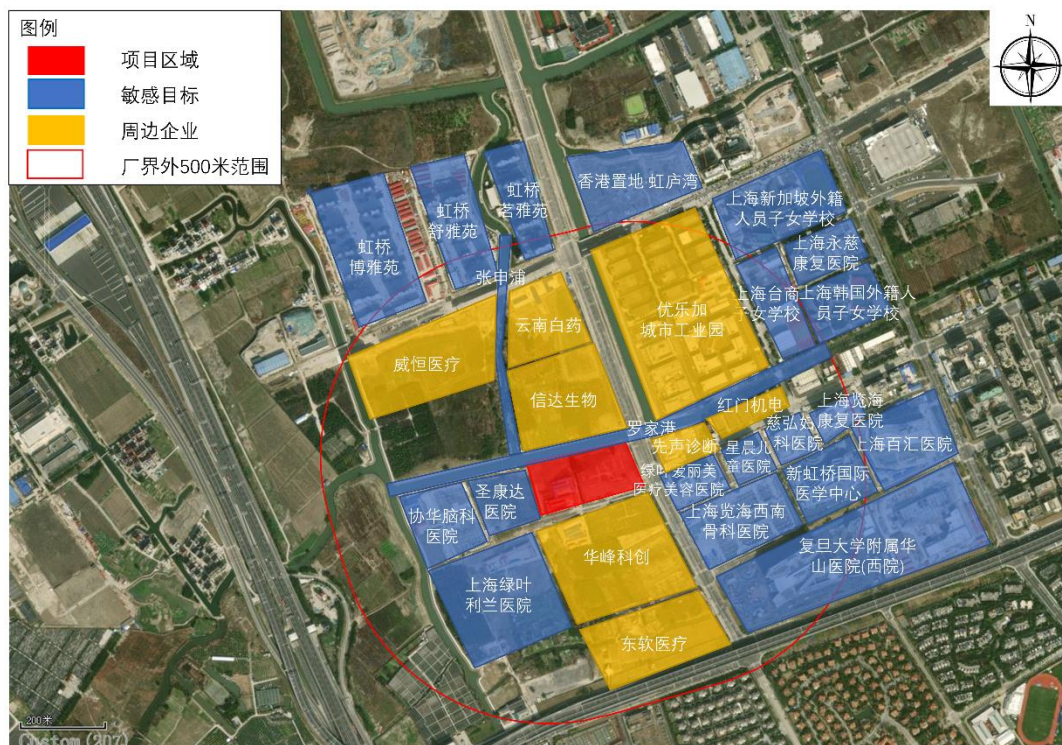 图例
项目区域
敏感目标
周边企业
厂界外500米范围
N
香港置地·虹庐湾
虹桥
茗雅苑
虹桥
舒雅苑
虹桥
博雅苑
上海新加坡外籍
人员子女学校
上海永慈
康复医院
张申浦
上海台商
子女学校
上海韩国外籍人
员子女学校
优乐加
城市工业园
云南白药
威恒医疗
信达生物
红门机电
罗家港
先声诊断
星晨儿
童医院
慈弘妇
科医院
上海览海
康复医院
上海百汇医院
绿叶爱丽美
医疗美容医院
新虹桥国际
医学中心
圣康达
医院
协华脑科
医院
上海览海西南
骨科医院
华峰科创
复旦大学附属华
山医院(西院)
上海绿叶
利兰医院
东软医疗
200米
Custom (207)